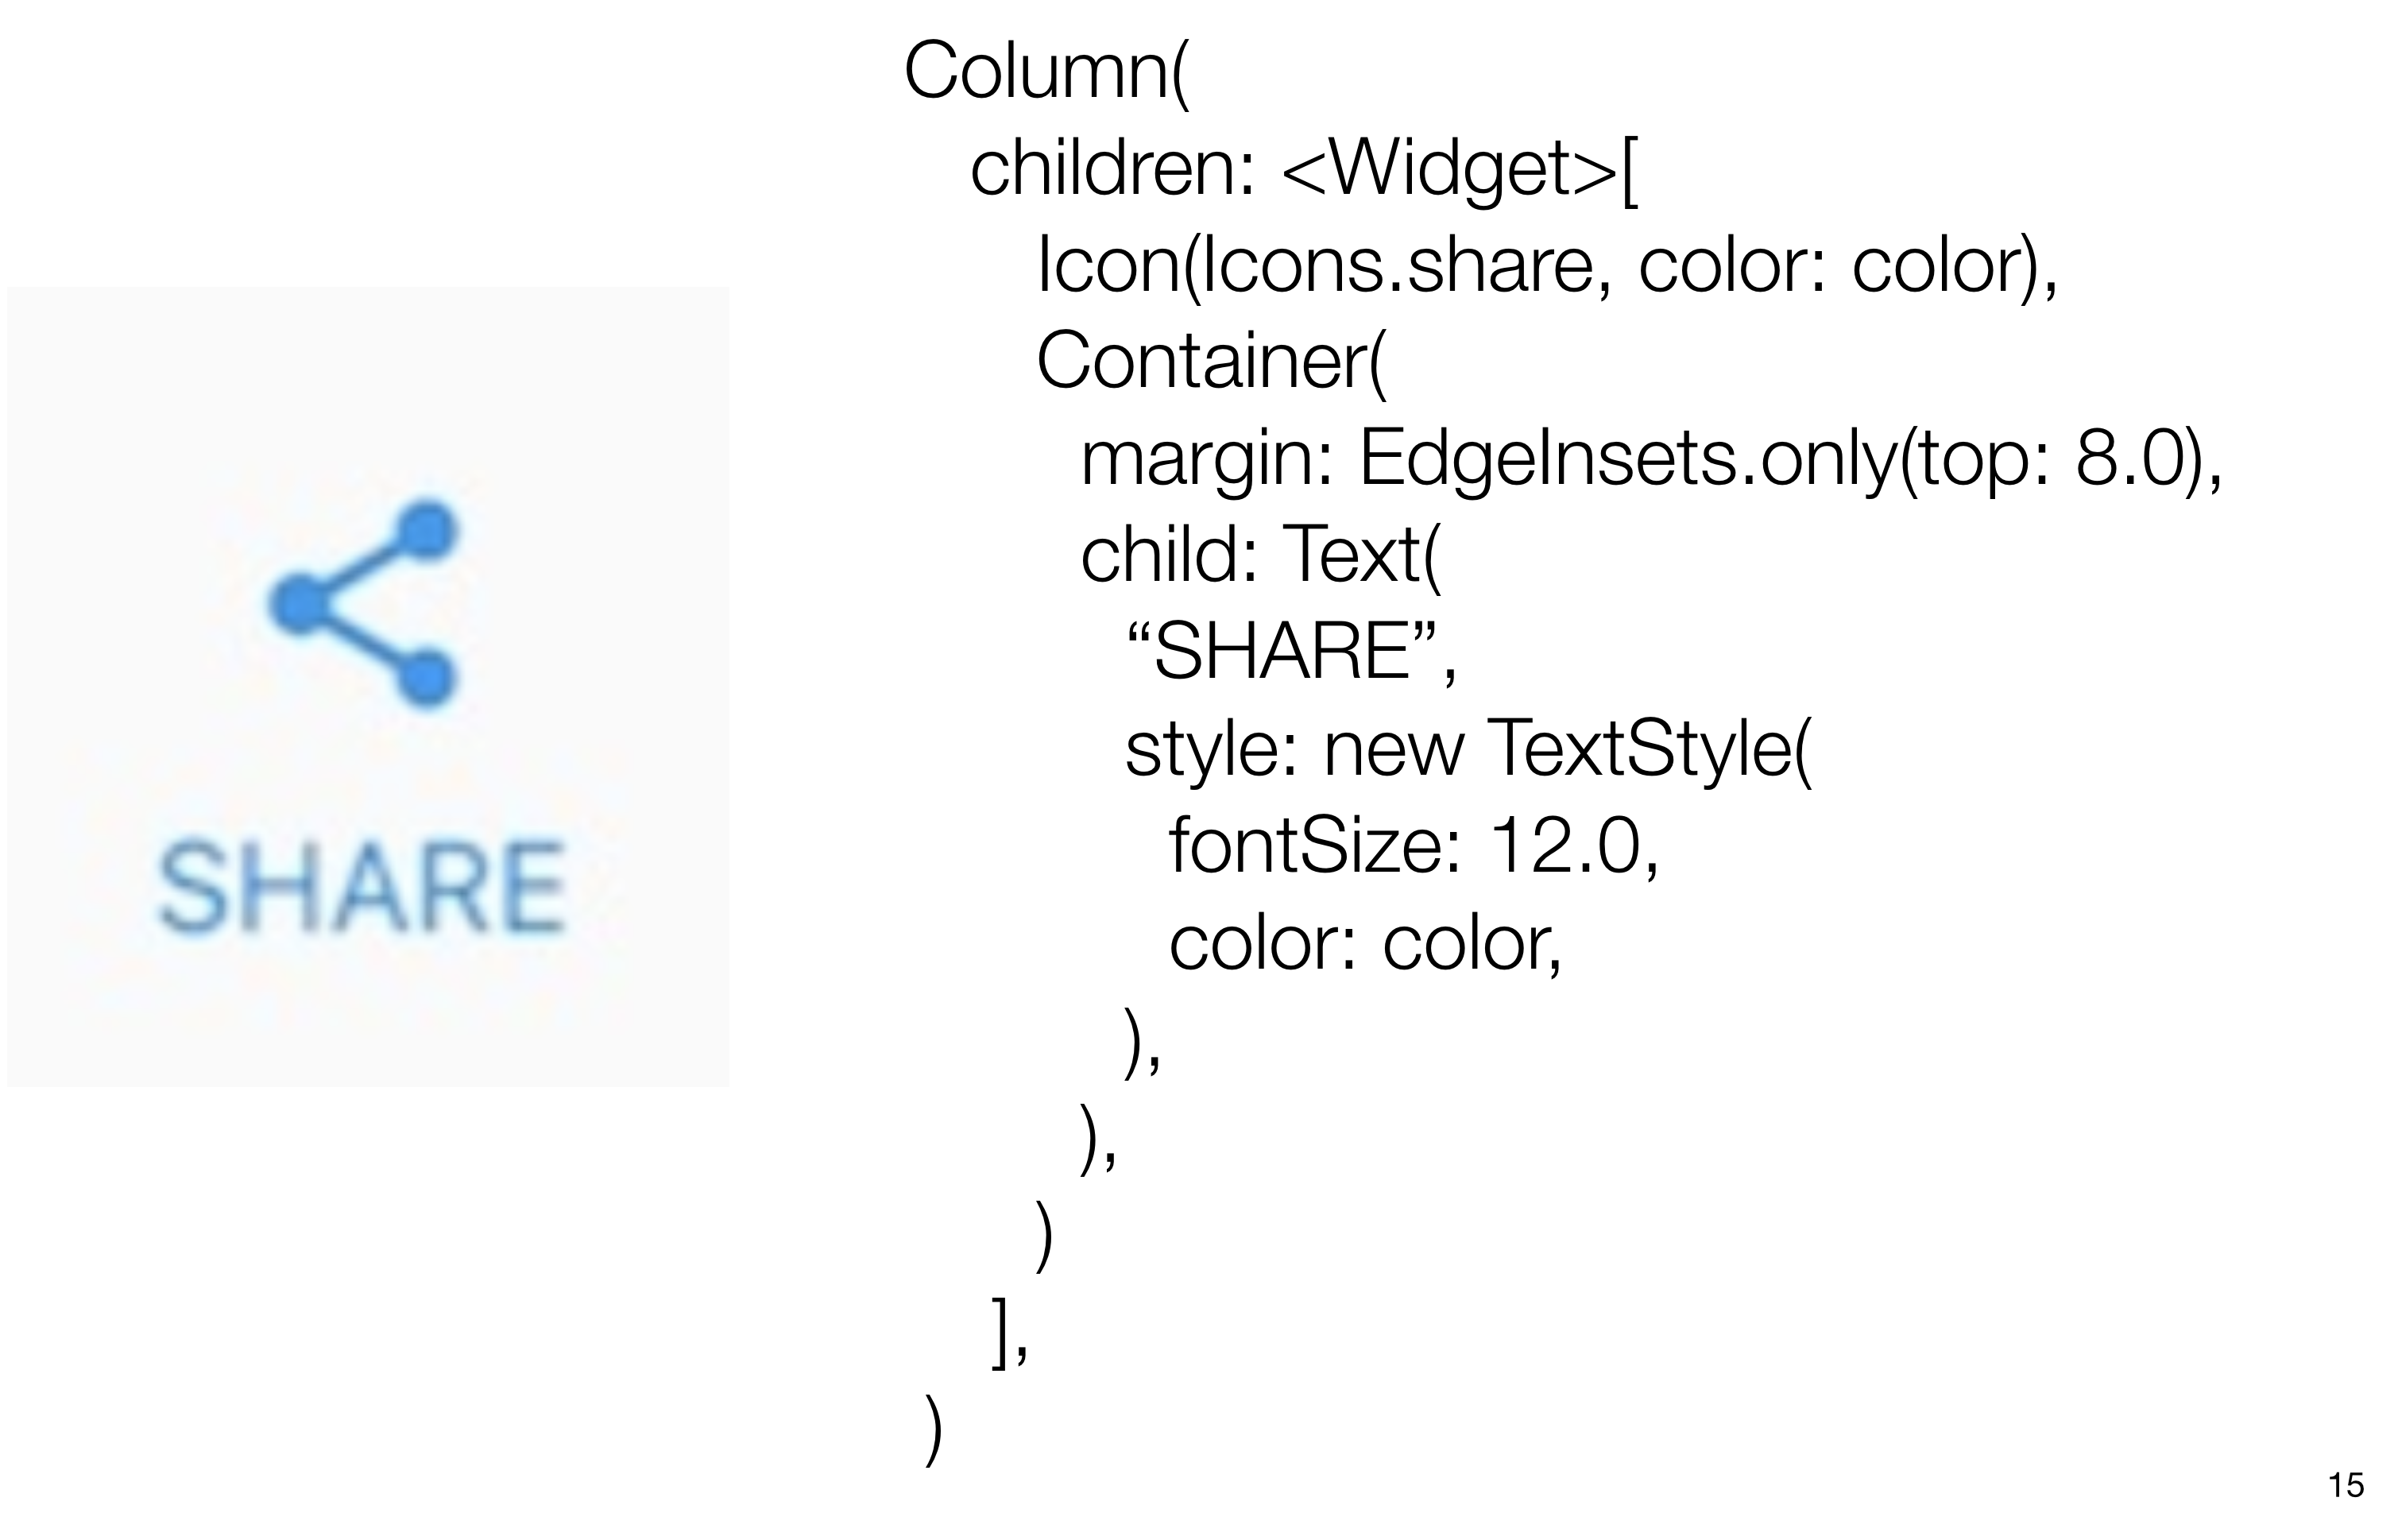 SHARE
Column(
children: <Widget>[
Icon(Icons.share, color: color),
Container(
margin: EdgeInsets.only(top: 8.0),
child: Text(
“SHARE”,
style: new TextStyle(
fontSize: 12.0,
color: color,
),
),
)
],
)
15